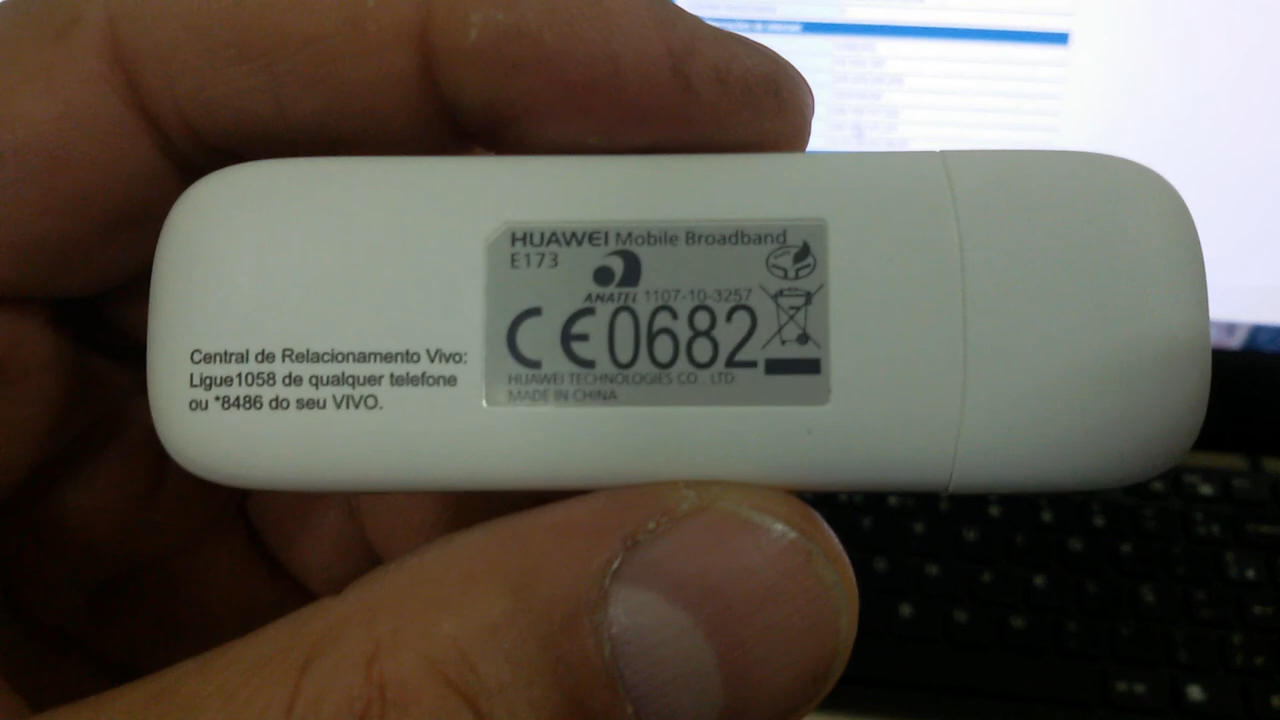 HUAWEI Mobile Broadband
E173
ANATEL 1107-10-3257
CE0682
HUAWEI TECHNOLOGIES CO., LTD.
MADE IN CHINA
Central de Relacionamento Vivo:
Ligue1058 de qualquer telefone
ou *8486 do seu VIVO.